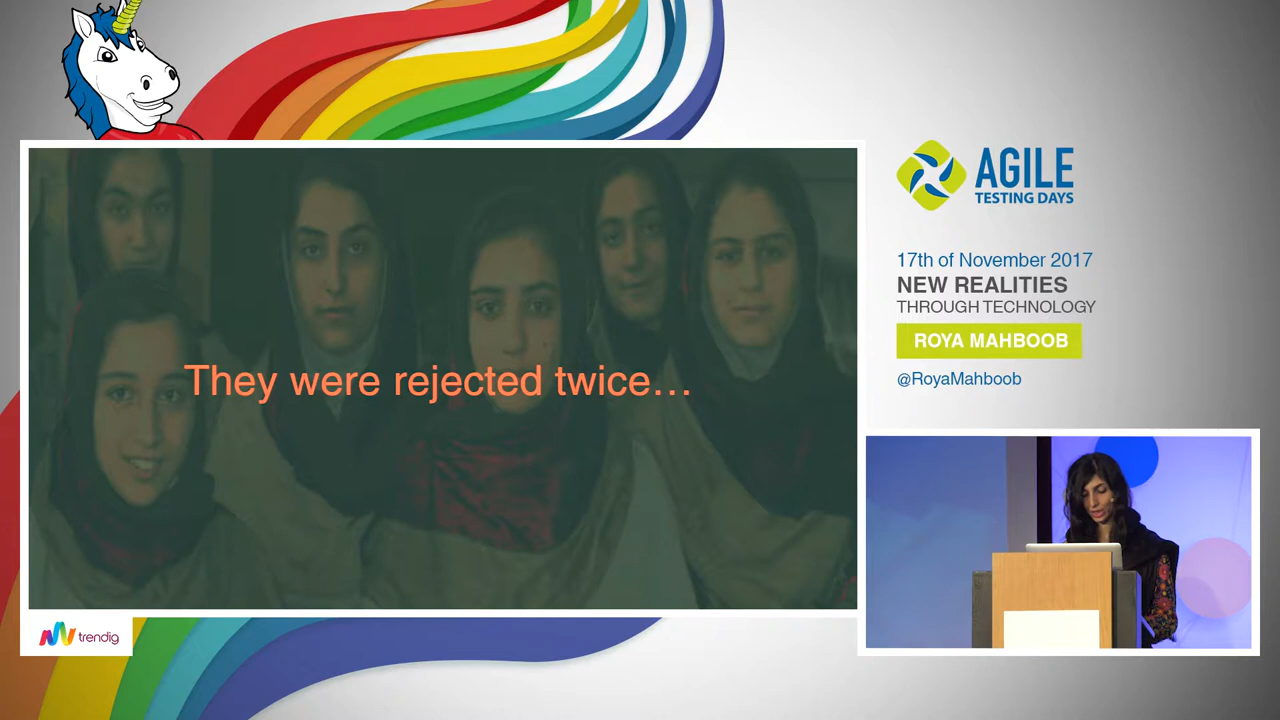 They were rejected twice…
AGILE
TESTING DAYS
17th of November 2017
NEW REALITIES
THROUGH TECHNOLOGY
ROYA MAHBOOB
@RoyaMahboob
trendig